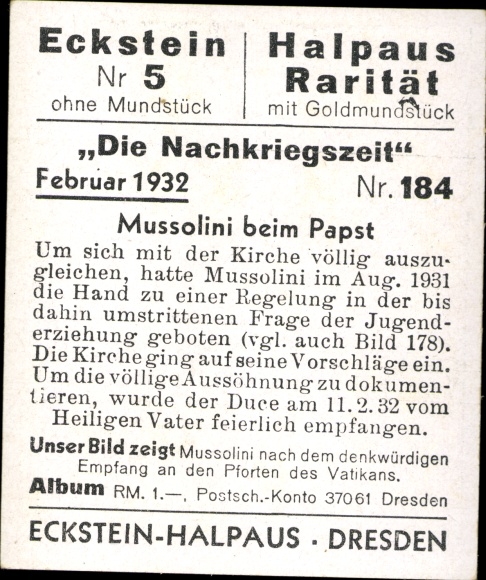 Eckstein
Nr 5
ohne Mundstück
Halpaus
Rarität
mit Goldmundstück
„Die Nachkriegszeit“
Februar 1932 Nr. 184
Mussolini beim Papst
Um sich mit der Kirche völlig auszu-
gleichen, hatte Mussolini im Aug. 1931
die Hand zu einer Regelung in der bis
dahin umstrittenen Frage der Jugend-
erziehung geboten (vgl. auch Bild 178).
Die Kirche ging auf seine Vorschläge ein.
Um die völlige Aussöhnung zu dokumen-
tieren, wurde der Duce am 11. 2. 32 vom
Heiligen Vater feierlich empfangen.
Unser Bild zeigt Mussolini nach dem denkwürdigen
Empfang an den Pforten des Vatikans.
Album RM. 1.—, Postsch.-Konto 37061 Dresden
ECKSTEIN-HALPAUS · DRESDEN